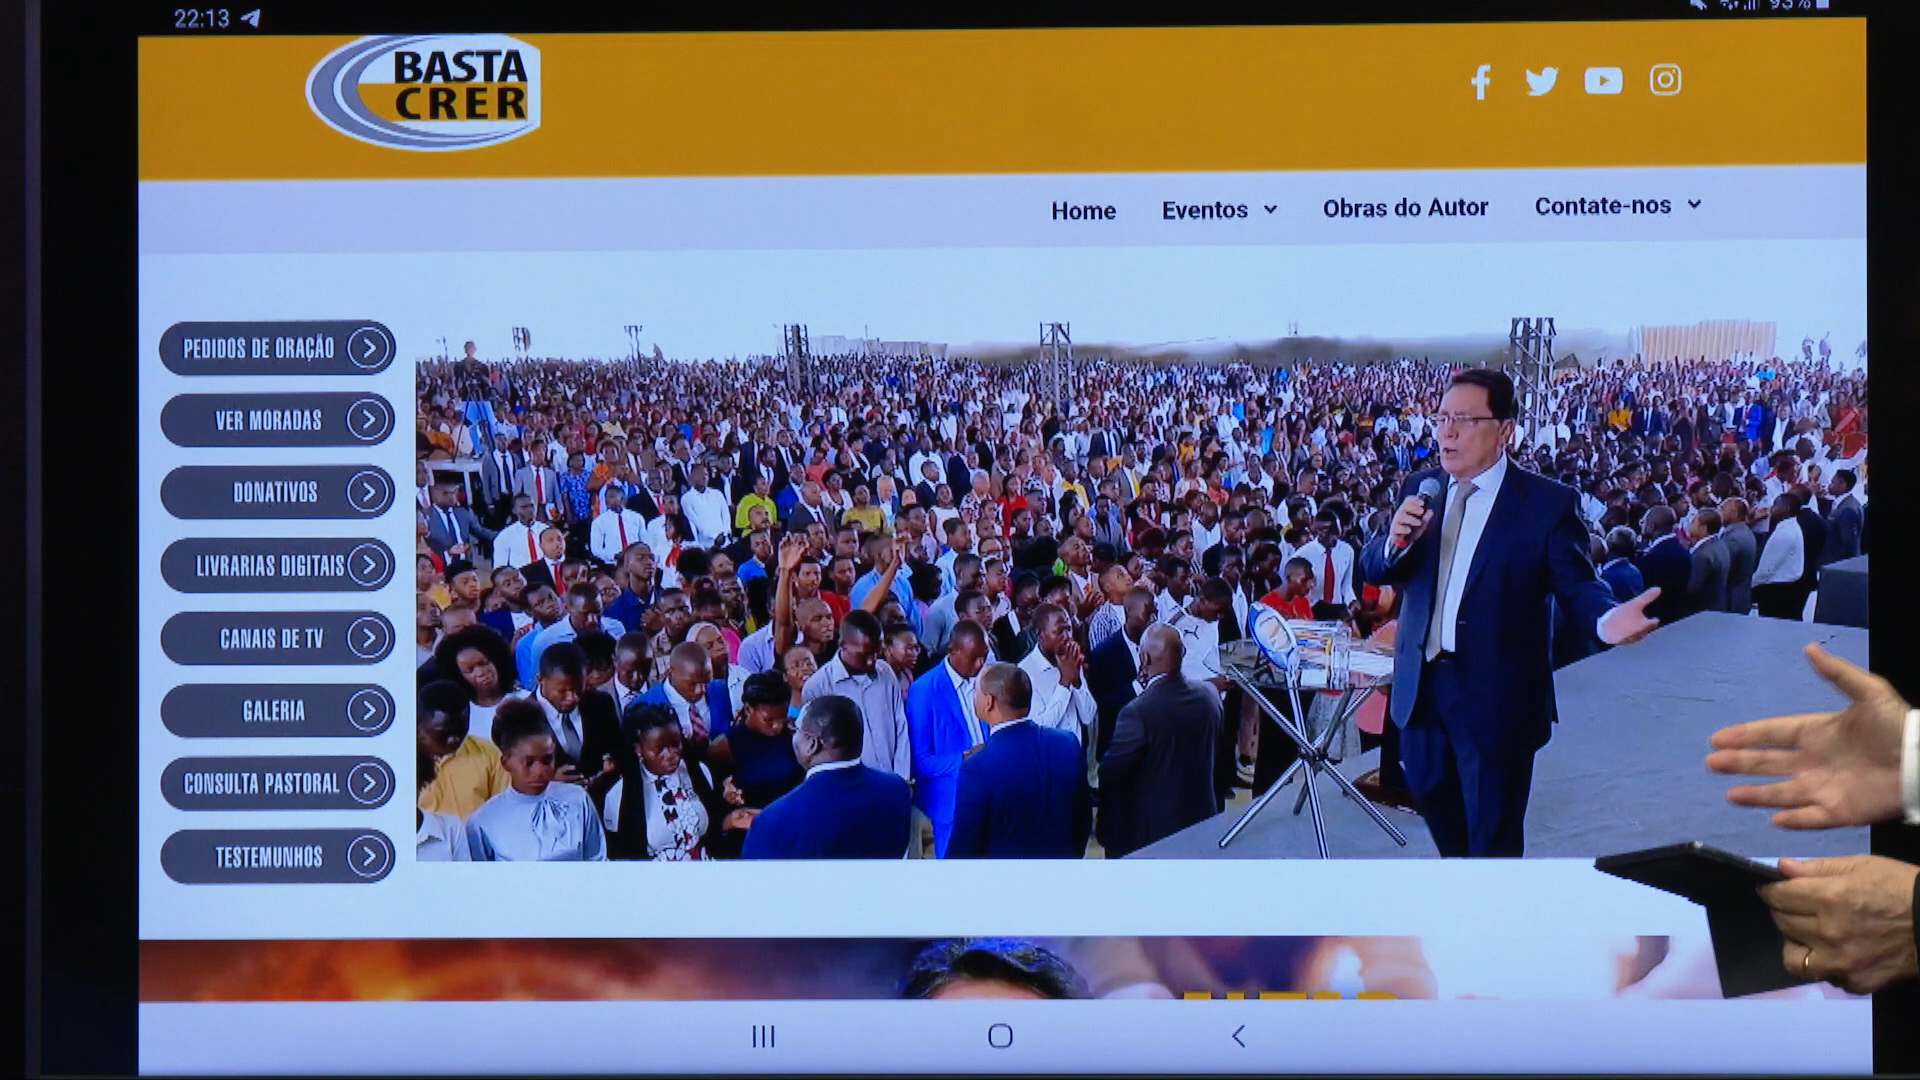 22:13
93%
BASTA
CRER
Home Eventos Obras do Autor Contate-nos
PEDIDOS DE ORAÇÃO
VER MORADAS
DONATIVOS
LIVRARIAS DIGITAIS
CANAIS DE TV
GALERIA
CONSULTA PASTORAL
TESTEMUNHOS